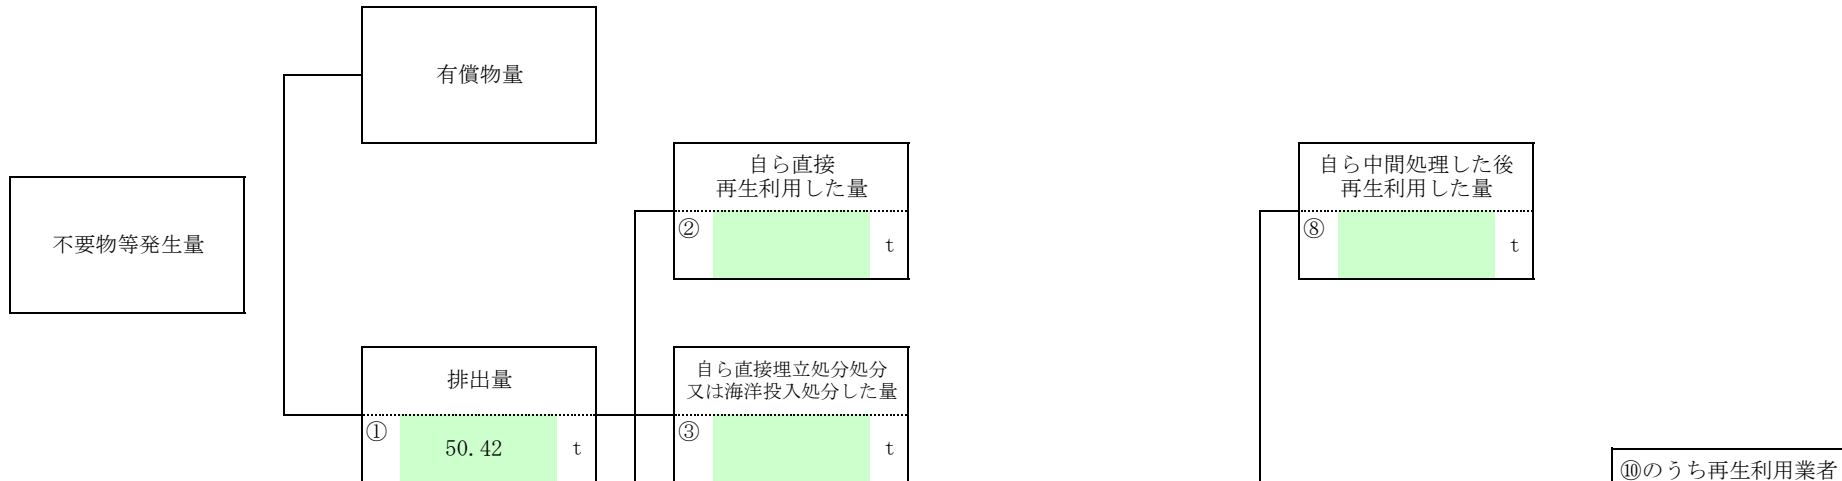 有償物量
自ら直接
再生利用した量
② t
自ら中間処理した後
再生利用した量
⑧ t
不要物等発生量
排出量
① 50.42 t
自ら直接埋立処分処分
又は海洋投入処分した量
③ t
⑩のうち再生利用業者